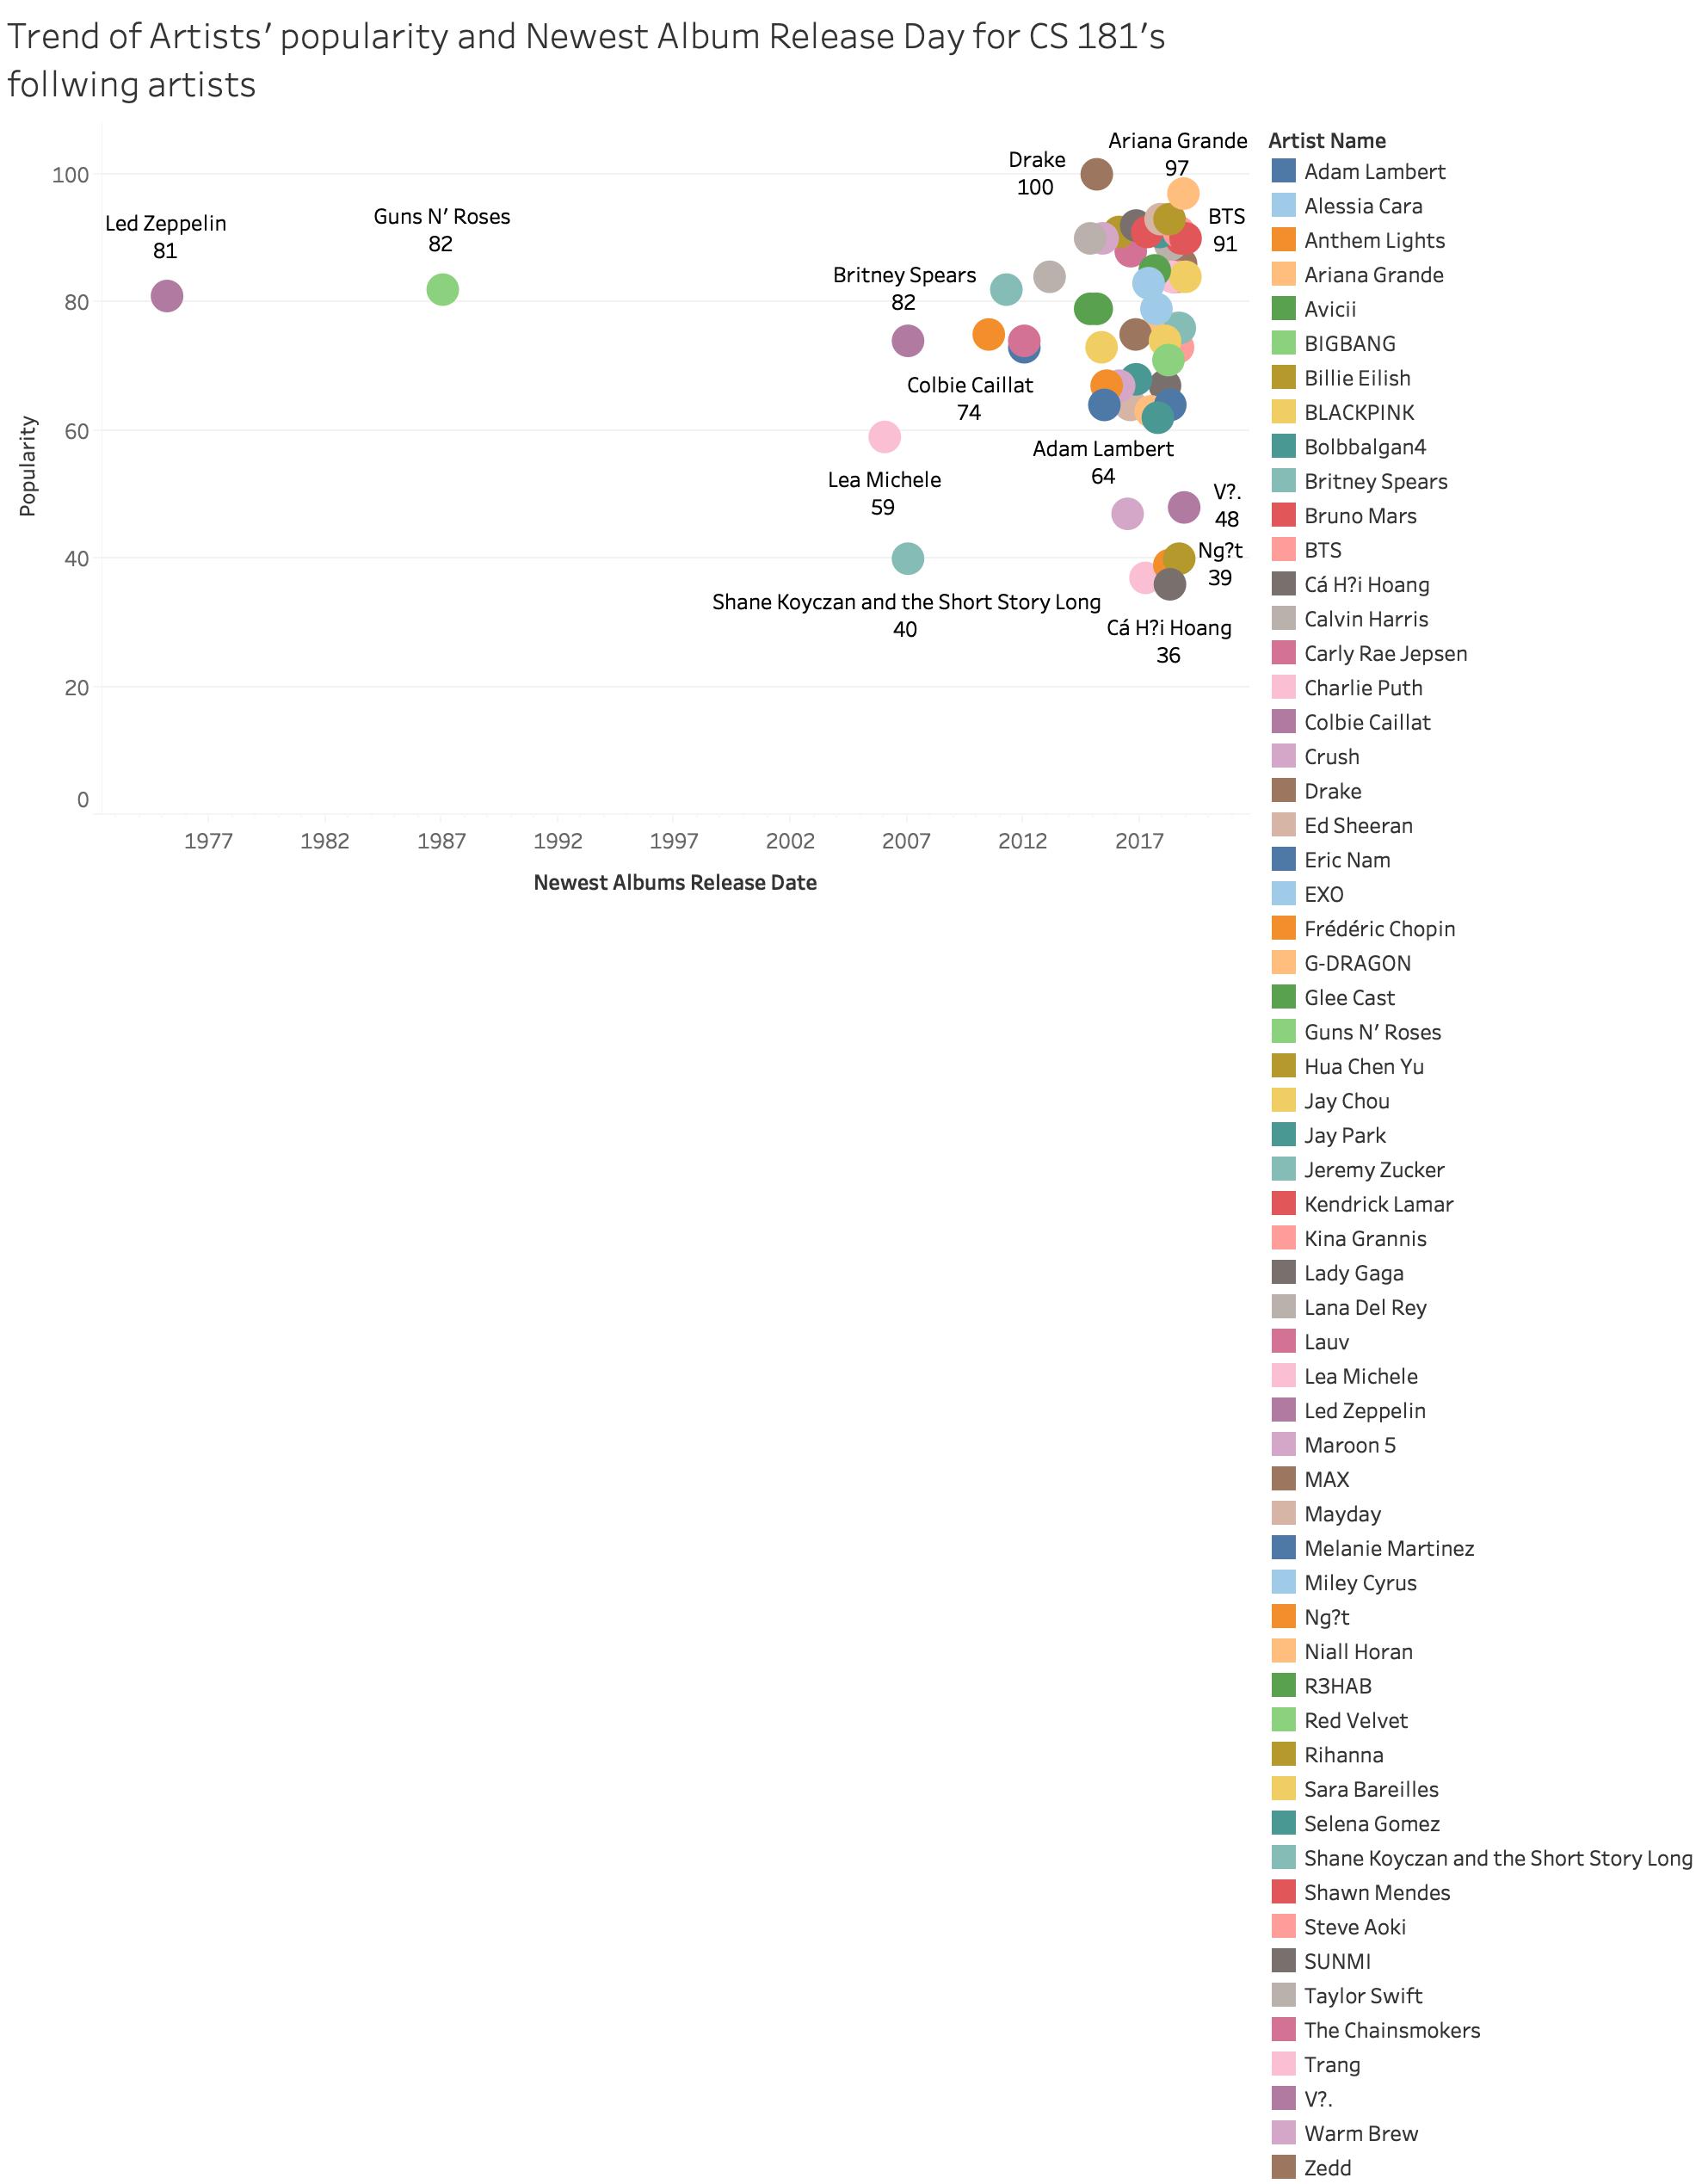 Trend of Artists’ popularity and Newest Album Release Day for CS 181’s
follwing artists
Artist Name
Adam Lambert
Alessia Cara
Anthem Lights
Ariana Grande
Avicii
BIGBANG
Billie Eilish
BLACKPINK
Bolbbalgan4
Britney Spears
Bruno Mars
BTS
Cá H?i Hoang
Calvin Harris
Carly Rae Jepsen
Charlie Puth
Colbie Caillat
Crush
Drake
Ed Sheeran
Eric Nam
EXO
Frédéric Chopin
G-DRAGON
Glee Cast
Guns N’ Roses
Hua Chen Yu
Jay Chou
Jay Park
Jeremy Zucker
Kendrick Lamar
Kina Grannis
Lady Gaga
Lana Del Rey
Lauv
Lea Michele
Led Zeppelin
Maroon 5
MAX
Mayday
Melanie Martinez
Miley Cyrus
Ng?t
Niall Horan
R3HAB
Red Velvet
Rihanna
Sara Bareilles
Selena Gomez
Shane Koyczan and the Short Story Long
Shawn Mendes
Steve Aoki
SUNMI
Taylor Swift
The Chainsmokers
Trang
V?.
Warm Brew
Zedd
Popularity
100
80
60
40
20
0
Led Zeppelin
81
Guns N’ Roses
82
Drake
100
Ariana Grande
97
BTS
91
Britney Spears
82
Colbie Caillat
74
Adam Lambert
64
Lea Michele
59
V?.
48
Ng?t
39
Shane Koyczan and the Short Story Long
40
Cá H?i Hoang
36
1977
1982
1987
1992
1997
2002
2007
2012
2017
Newest Albums Release Date